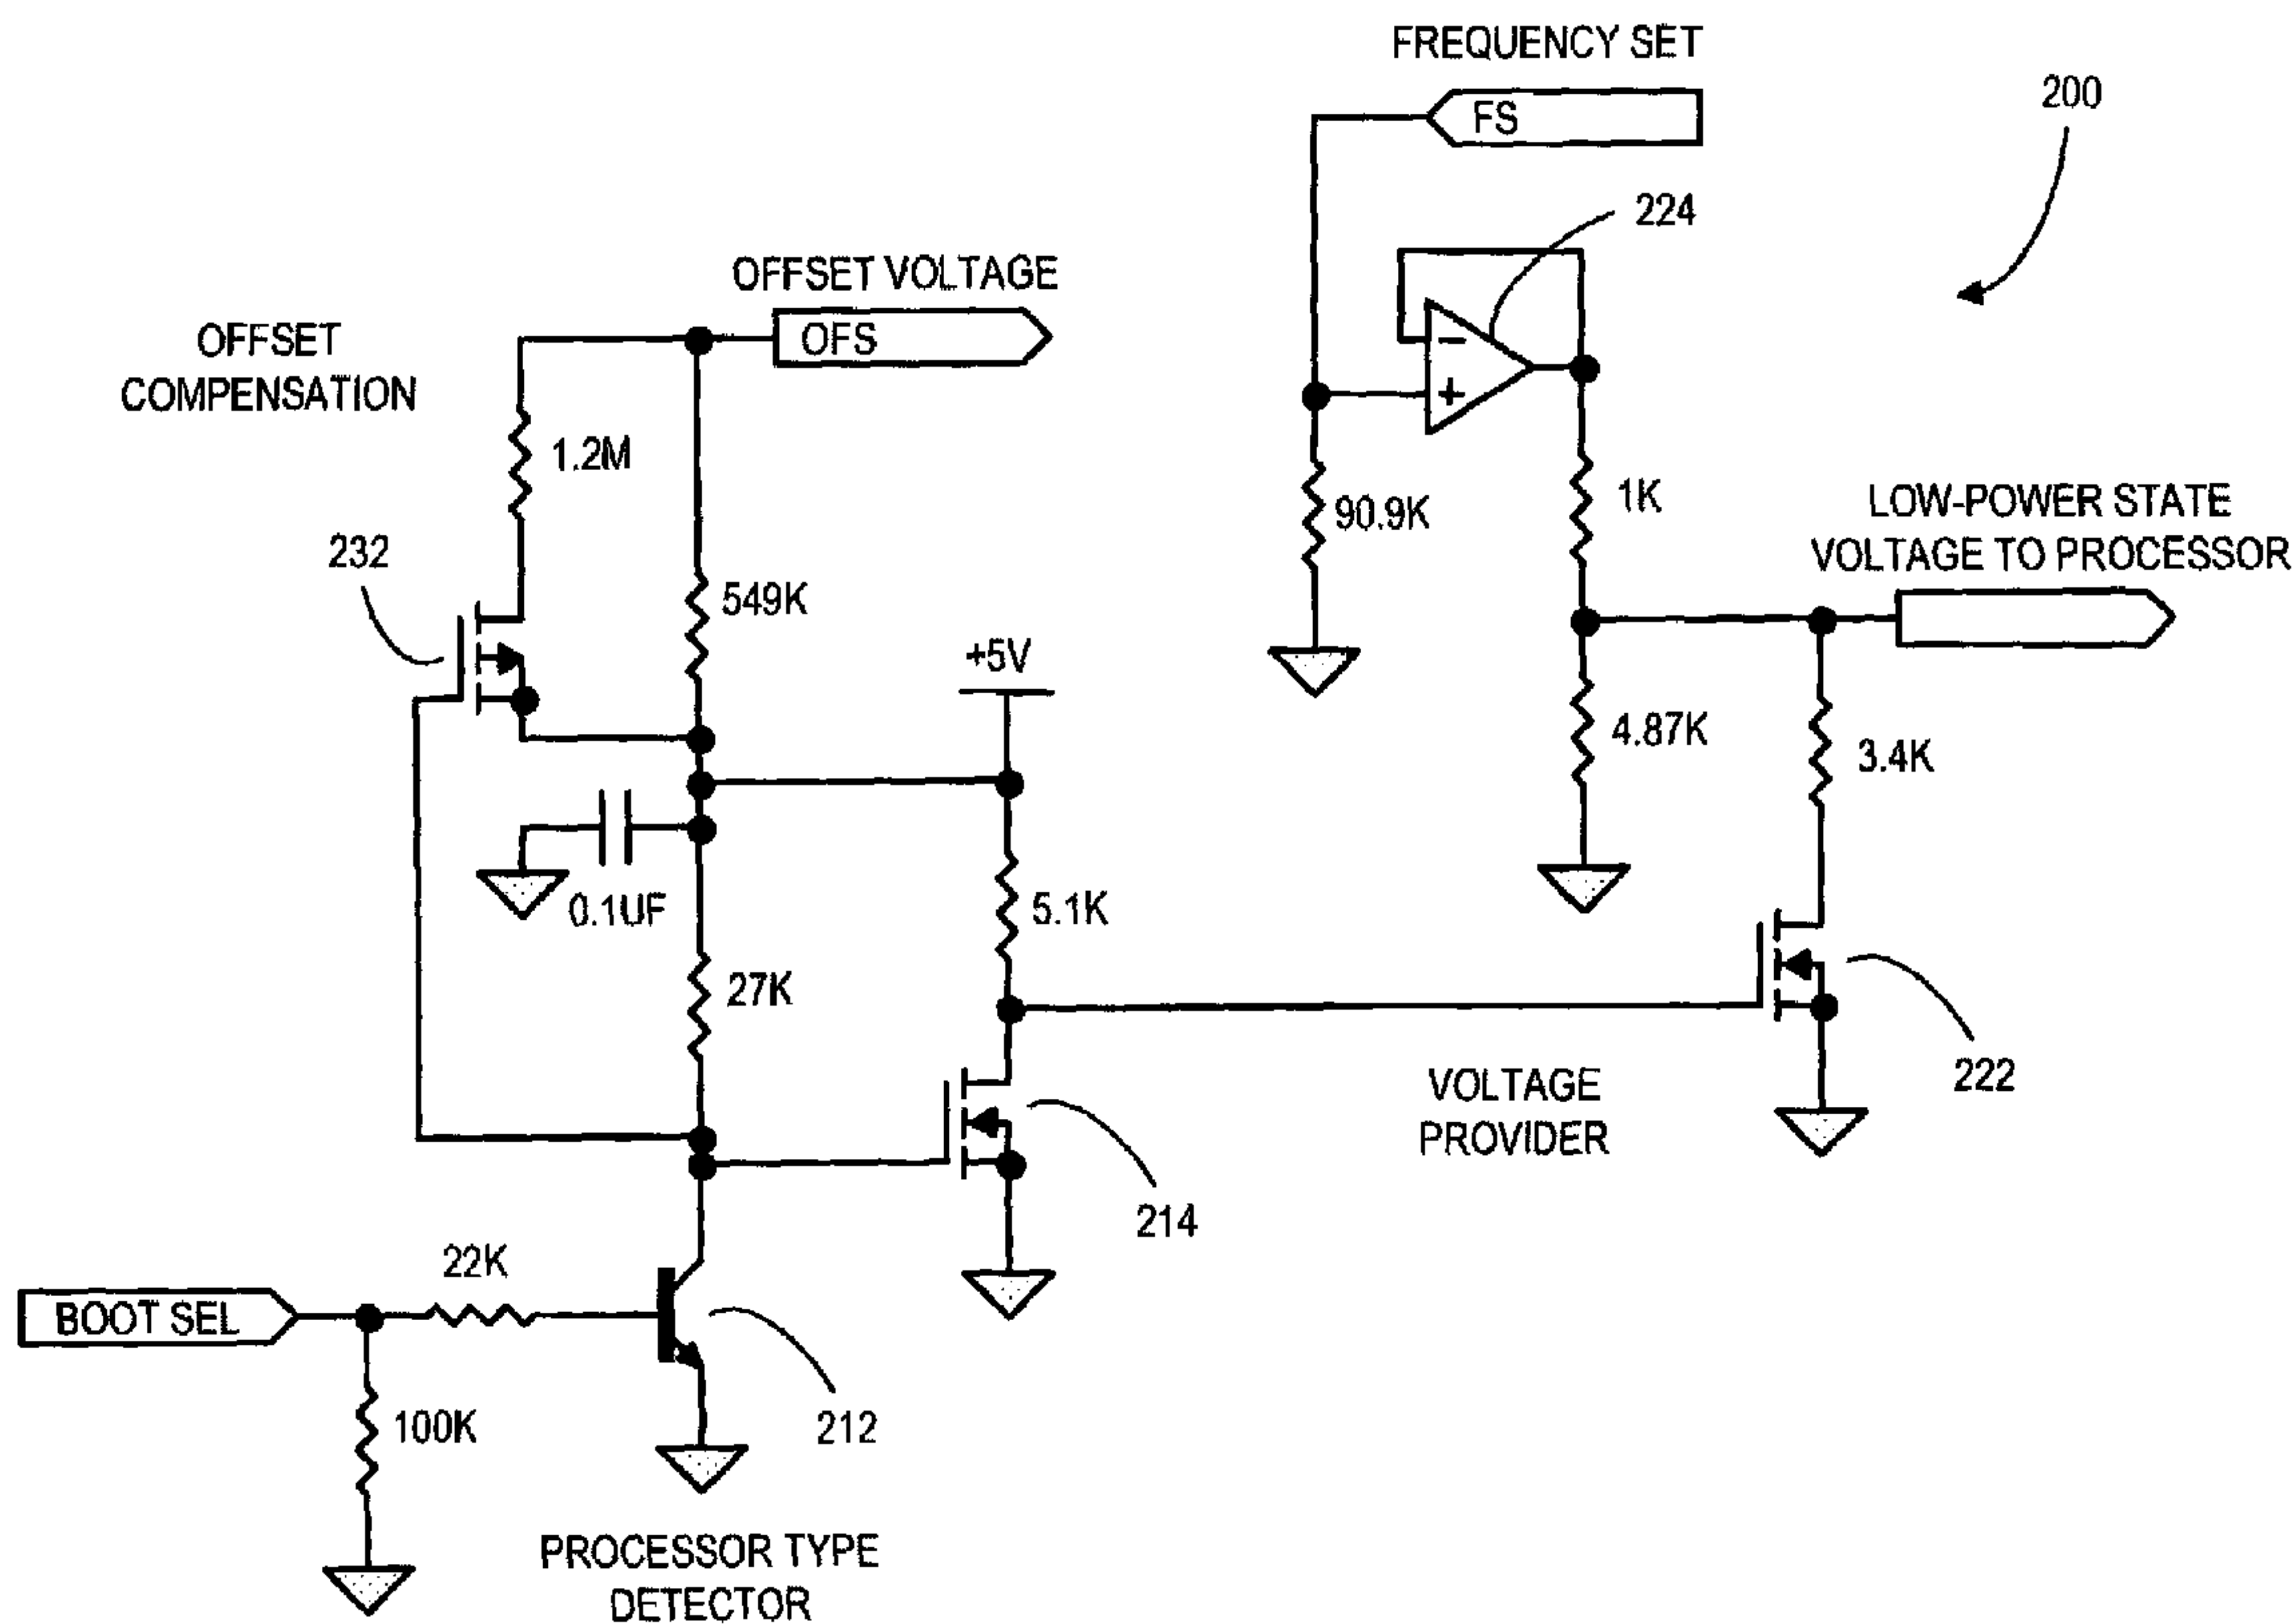 FREQUENCY SET
FS
200
224
OFFSET VOLTAGE
OFS
OFFSET
COMPENSATION
1.2M
90.9K
1K
LOW-POWER STATE
VOLTAGE TO PROCESSOR
232
549K
+5V
4.87K
3.4K
0.1UF
5.1K
27K
VOLTAGE
PROVIDER
222
214
22K
BOOT SEL
100K
212
PROCESSOR TYPE
DETECTOR